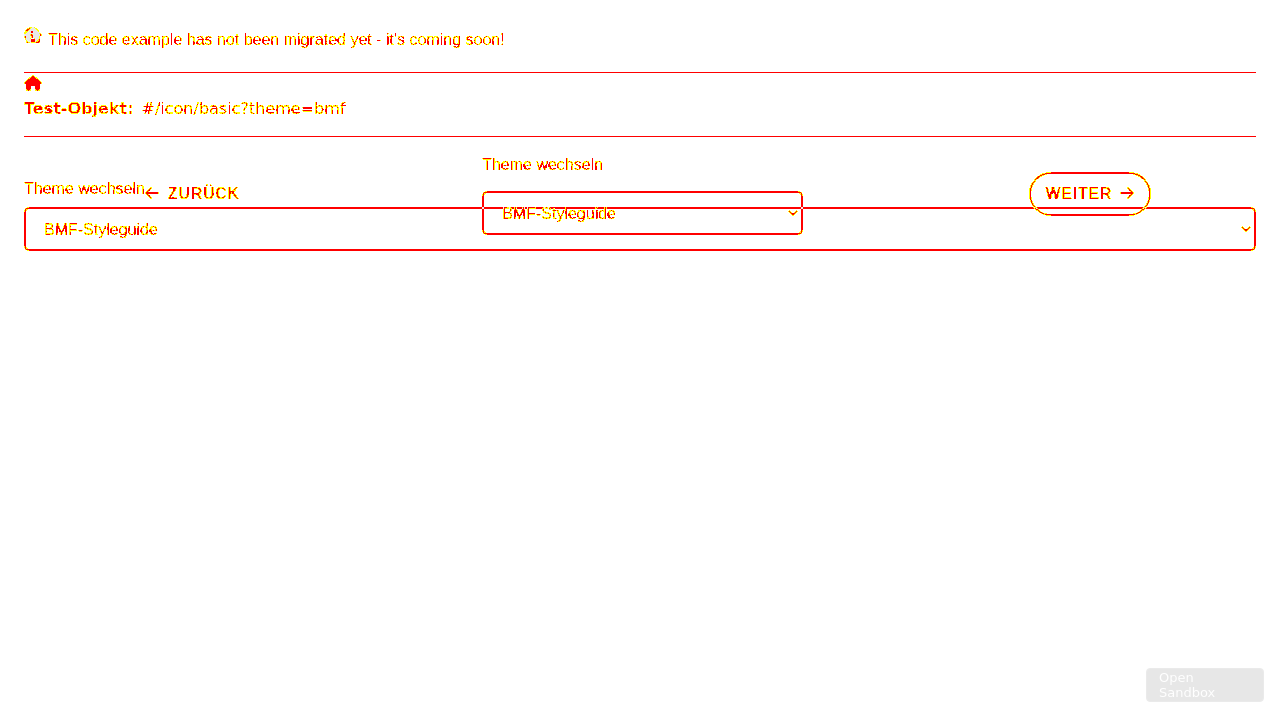 This code example has not been migrated yet - it's coming soon!
Test-Objekt: #/icon/basic?theme=bmf
Theme wechseln
Theme wechseln
← ZURÜCK
WEITER →
BMF-Styleguide
BMF-Styleguide
Open
Sandbox